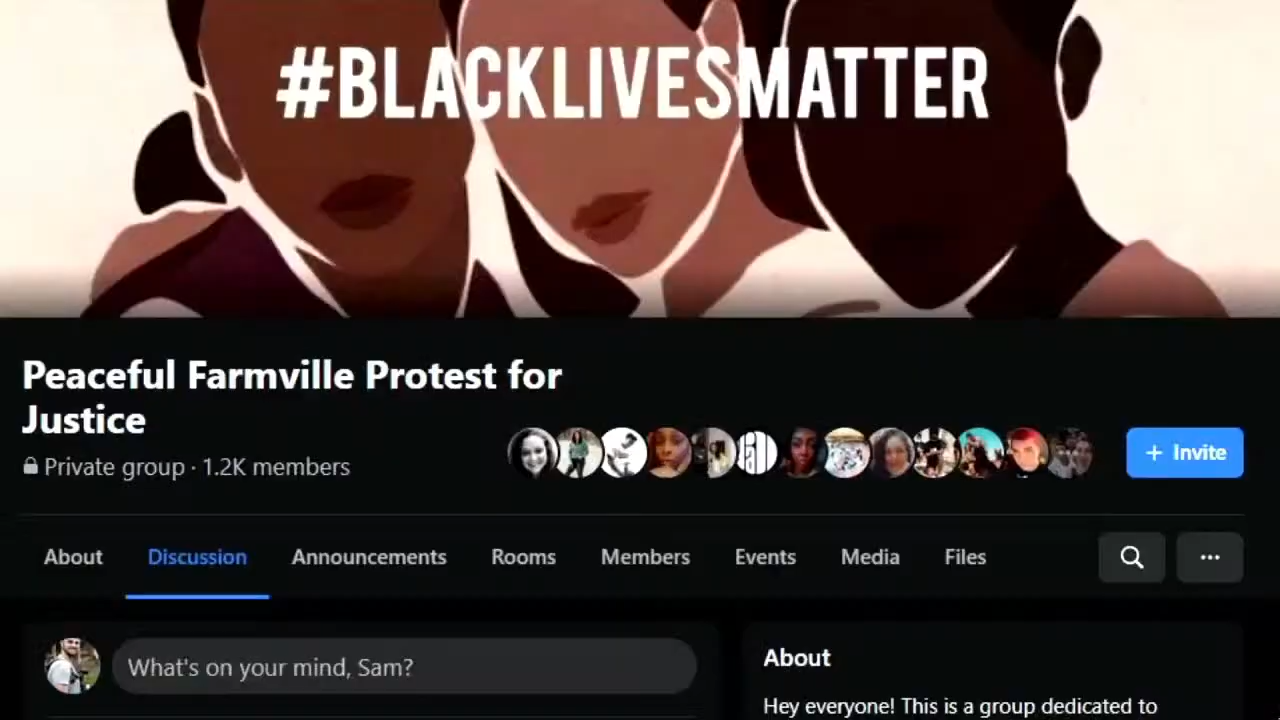 #BLACKLIVESMATTER
Peaceful Farmville Protest for
Justice
Private group · 1.2K members
+ Invite
About
Discussion
Announcements
Rooms
Members
Events
Media
Files
What's on your mind, Sam?
About
Hey everyone! This is a group dedicated to